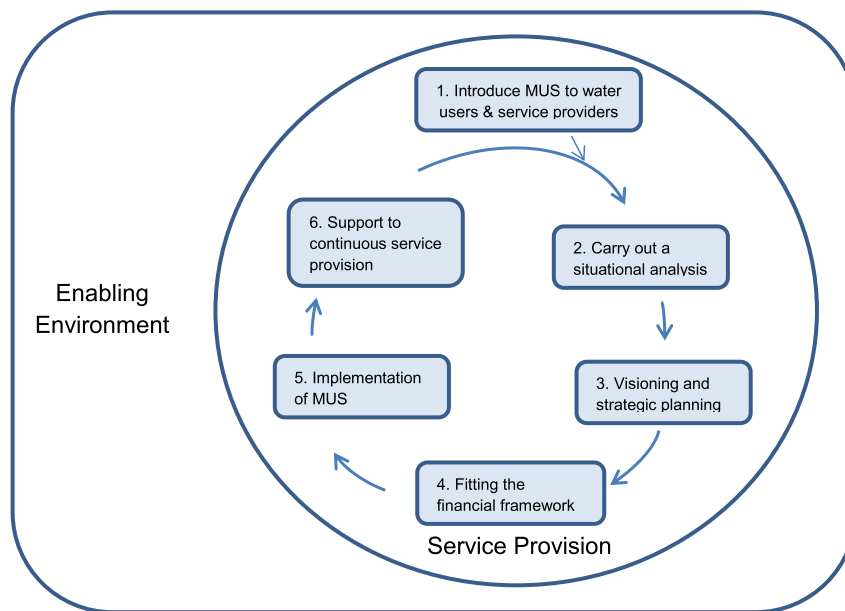 1. Introduce MUS to water
users & service providers
6. Support to
continuous service
provision
2. Carry out a
situational analysis
Enabling
Environment
5. Implementation
of MUS
3. Visioning and
strategic planning
4. Fitting the
financial framework
Service Provision